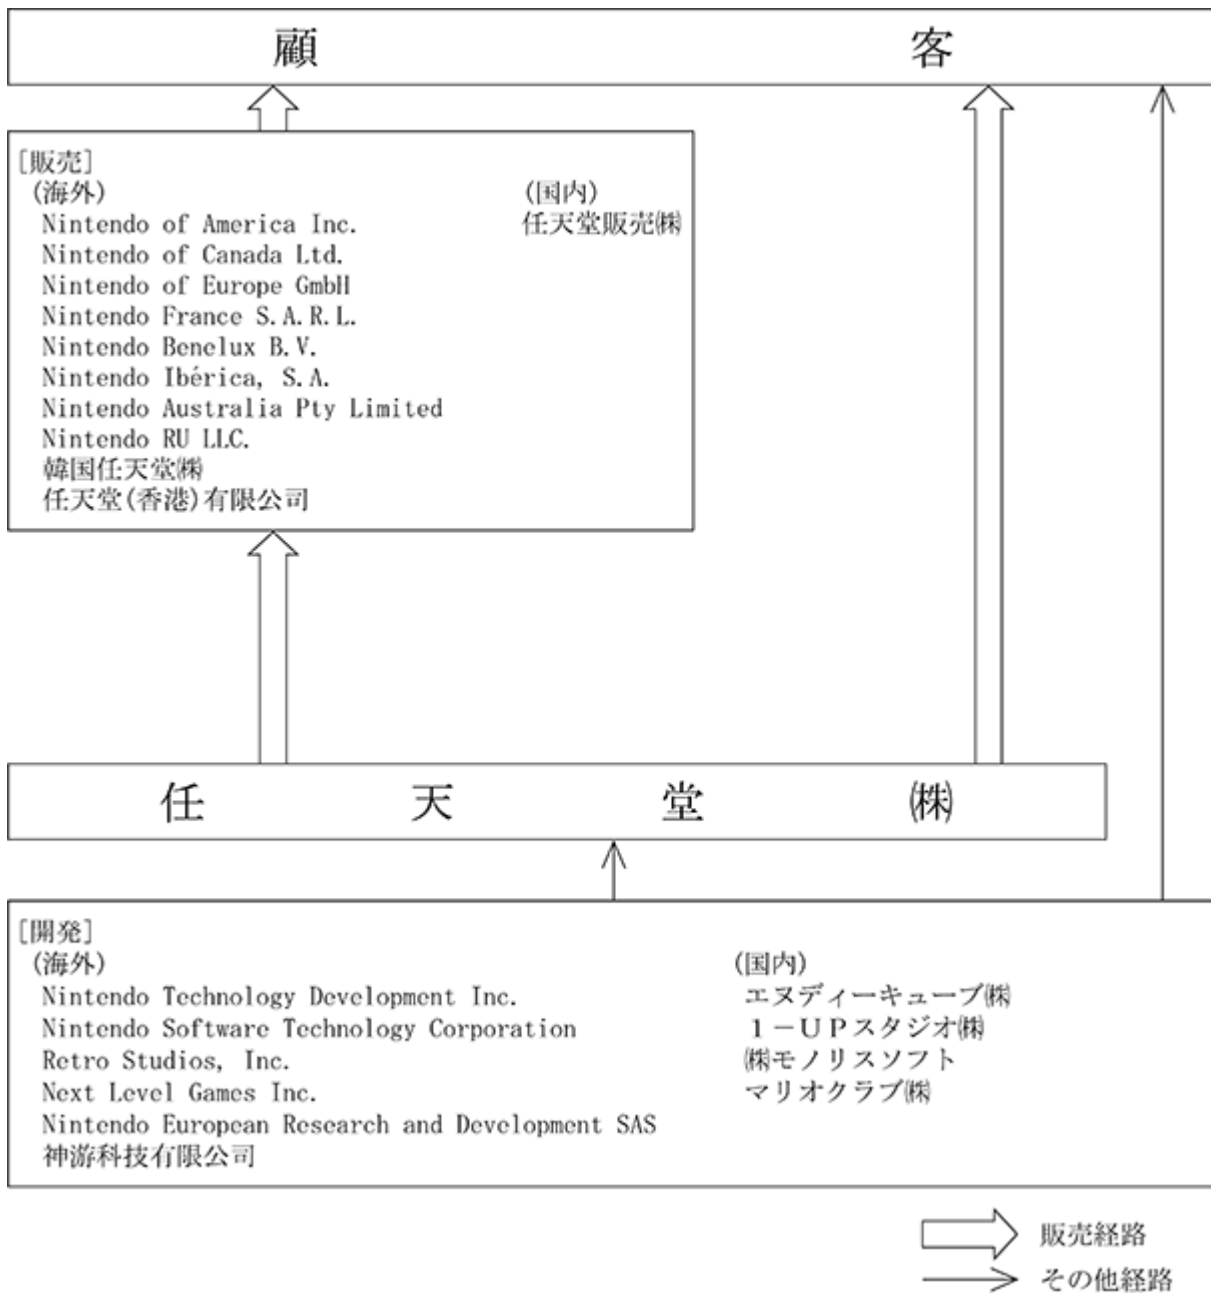 顧客
[販売]
(海外)
Nintendo of America Inc.
Nintendo of Canada Ltd.
Nintendo of Europe GmbH
Nintendo France S.A.R.L.
Nintendo Benelux B.V.
Nintendo Ibérica, S.A.
Nintendo Australia Pty Limited
Nintendo RU LLC.
韓国任天堂㈱
任天堂(香港)有限公司
(国内)
任天堂販売㈱
任天堂㈱
[開発]
(海外)
Nintendo Technology Development Inc.
Nintendo Software Technology Corporation
Retro Studios, Inc.
Next Level Games Inc.
Nintendo European Research and Development SAS
神游科技有限公司
(国内)
エヌディーキューブ㈱
１－ＵＰスタジオ㈱
㈱モノリスソフト
マリオクラブ㈱
販売経路
その他経路